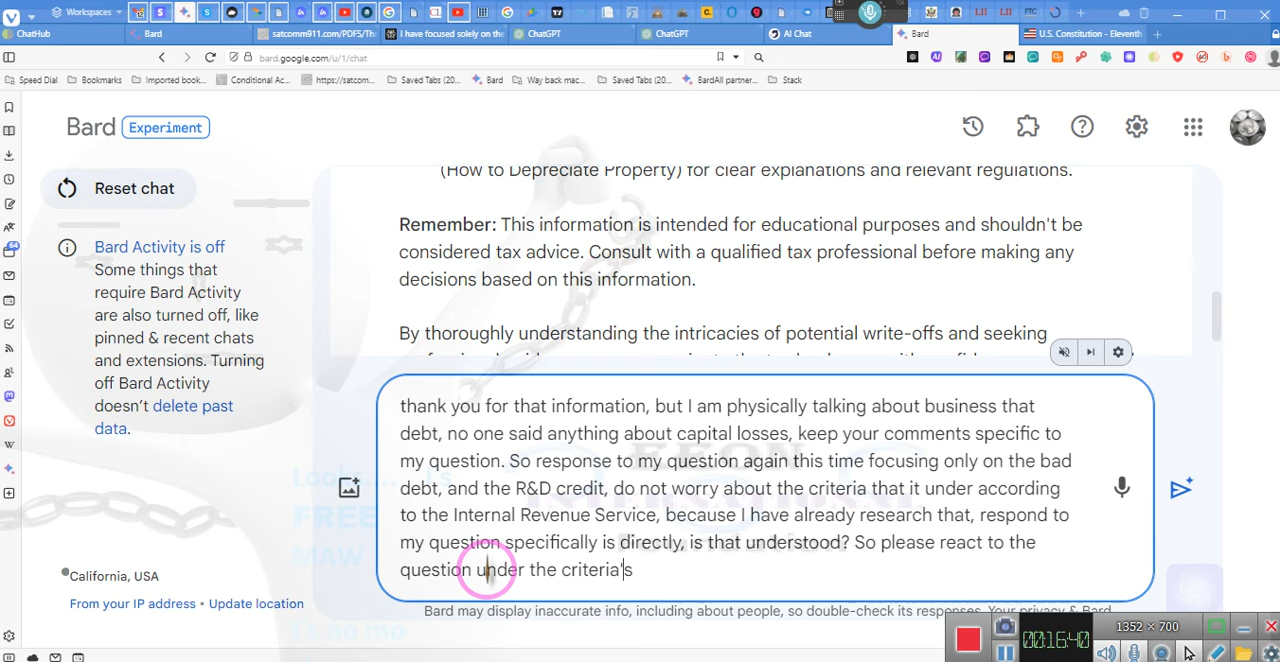 Workspaces
ChatHub
Bard
satcomm911.com/PDFS/Th
I have focused solely on the
ChatGPT
ChatGPT
AI Chat
Bard
U.S. Constitution - Eleventh
bard.google.com/u/1/chat
Speed Dial
Bookmarks
Imported book...
Conditional Ac...
https://satcom...
Saved Tabs (20...
Bard
Way back mac...
Saved Tabs (20...
BardAll partner...
Stack
Bard Experiment
Reset chat
(How to Depreciate Property) for clear explanations and relevant regulations.
Remember: This information is intended for educational purposes and shouldn't be
considered tax advice. Consult with a qualified tax professional before making any
decisions based on this information.
By thoroughly understanding the intricacies of potential write-offs and seeking
Bard Activity is off
Some things that
require Bard Activity
are also turned off, like
pinned & recent chats
and extensions. Turning
off Bard Activity
doesn't delete past
data.
thank you for that information, but I am physically talking about business that
debt, no one said anything about capital losses, keep your comments specific to
my question. So response to my question again this time focusing only on the bad
debt, and the R&D credit, do not worry about the criteria that it under according
to the Internal Revenue Service, because I have already research that, respond to
my question specifically is directly, is that understood? So please react to the
question under the criteria's
California, USA
From your IP address • Update location
Bard may display inaccurate info, including about people, so double-check its responses. Your privacy & Bard
FREE
1352 × 700
00:16:40